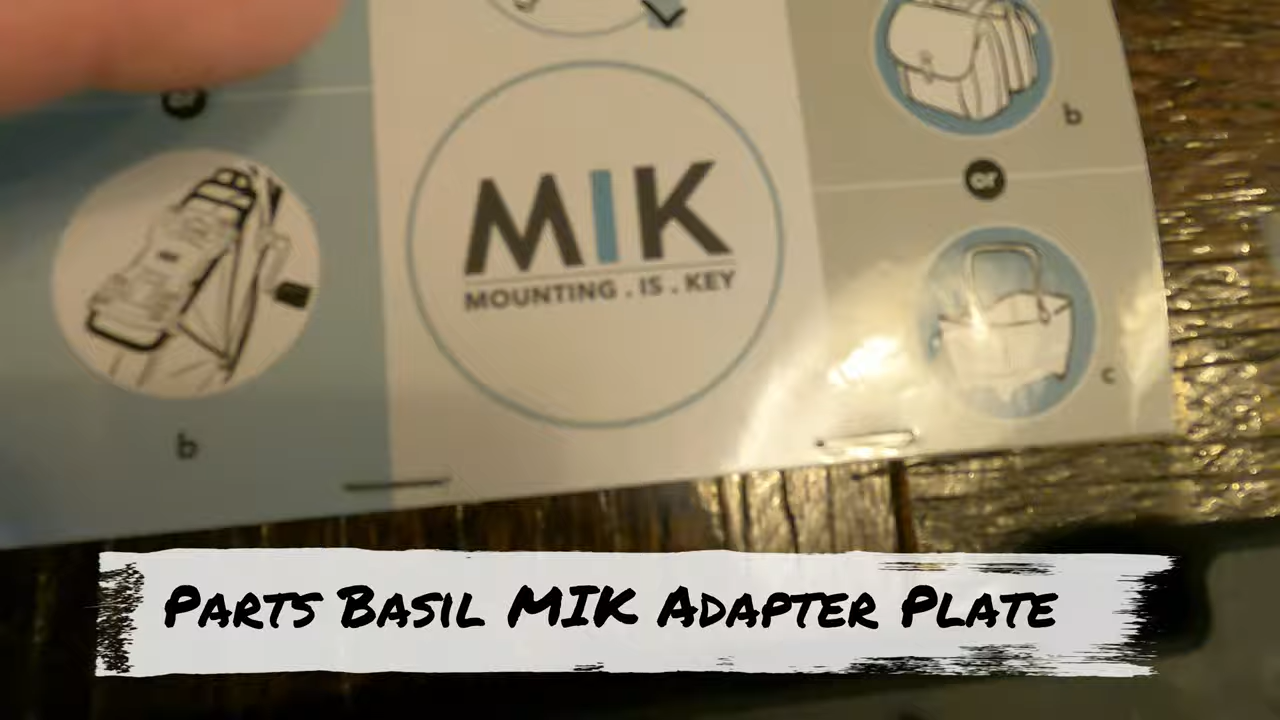 or
b
MIK
MOUNTING . IS . KEY
b
or
c
Parts Basil MIK Adapter Plate